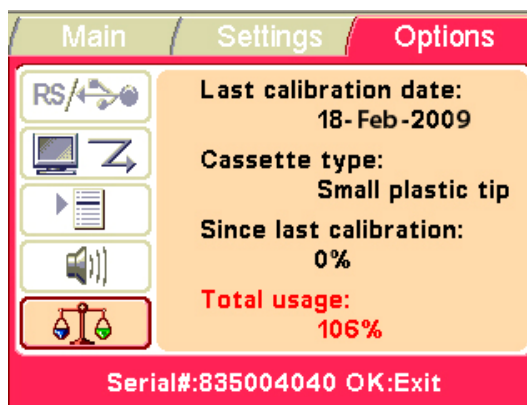 Main Settings Options
RS/
Last calibration date:
18-Feb-2009
Cassette type:
Small plastic tip
Since last calibration:
0%
Total usage:
106%
Serial#:835004040 OK:Exit